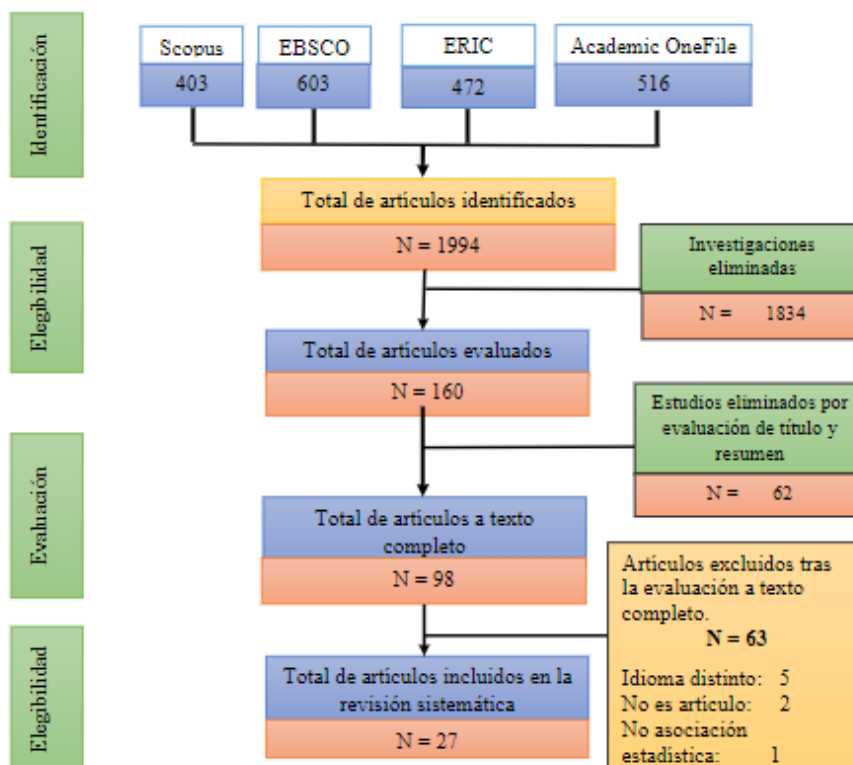 Identificación
Scopus
403
EBSCO
603
ERIC
472
Academic OneFile
516
Total de artículos identificados
N = 1994
Elegibilidad
Investigaciones
eliminadas
N = 1834
Total de artículos evaluados
N = 160
Estudios eliminados por
evaluación de título y
resumen
N = 62
Evaluación
Total de artículos a texto
completo
N = 98
Artículos excluidos tras
la evaluación a texto
completo.
N = 63
Idioma distinto: 5
No es artículo: 2
No asociación
estadística: 1
Elegibilidad
Total de artículos incluidos en la
revisión sistemática
N = 27